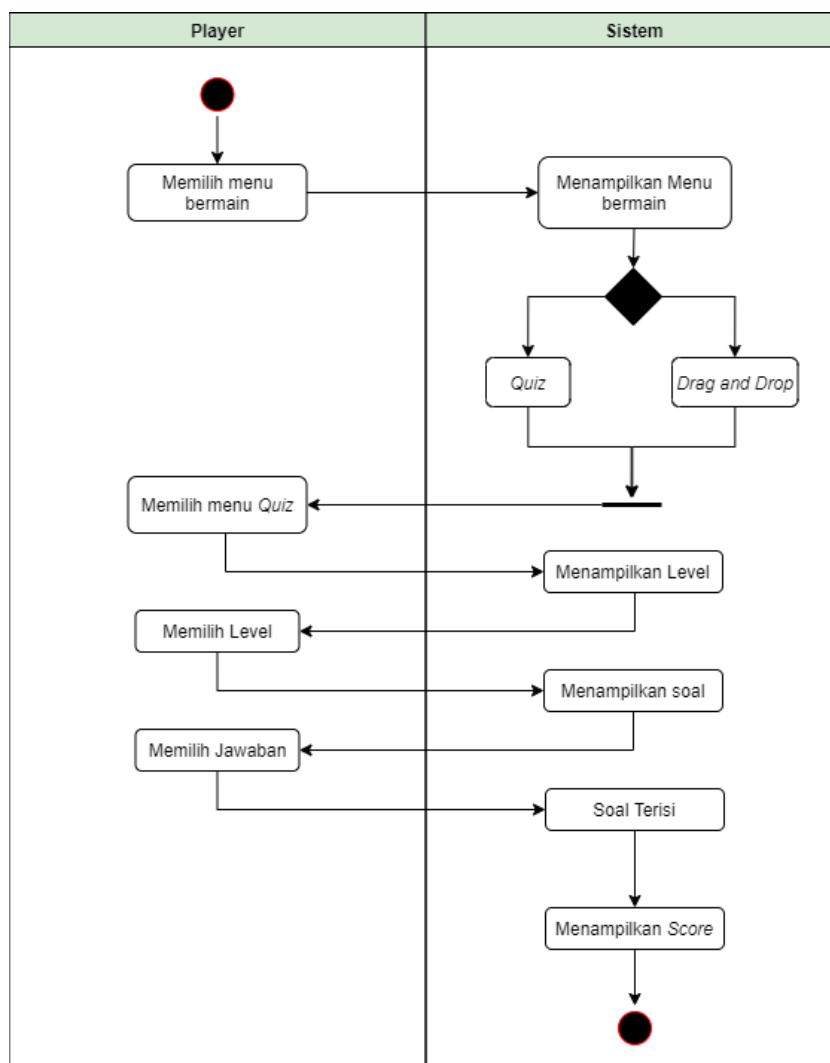 Player
Sistem
Memilih menu
bermain
Menampilkan Menu
bermain
Quiz
Drag and Drop
Memilih menu Quiz
Menampilkan Level
Memilih Level
Menampilkan soal
Memilih Jawaban
Soal Terisi
Menampilkan Score